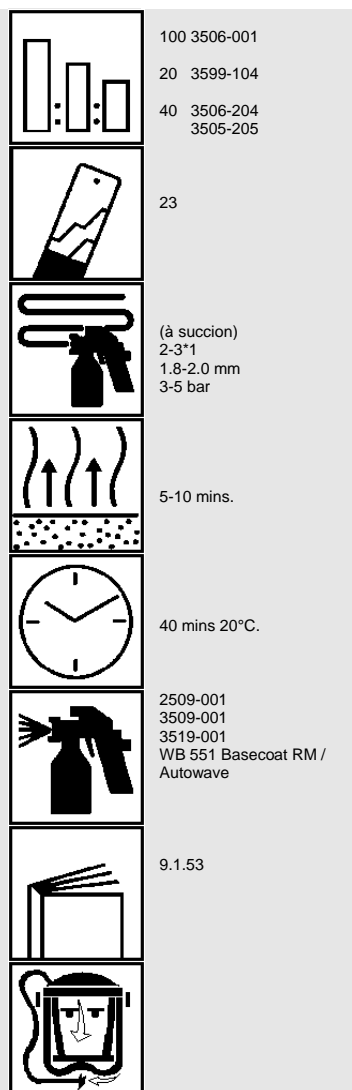 100 3506-001
20 3599-104
40 3506-204
3505-205
23
(à succion)
2-3*1
1.8-2.0 mm
3-5 bar
5-10 mins.
40 mins 20°C.
2509-001
3509-001
3519-001
WB 551 Basecoat RM /
Autowave
9.1.53